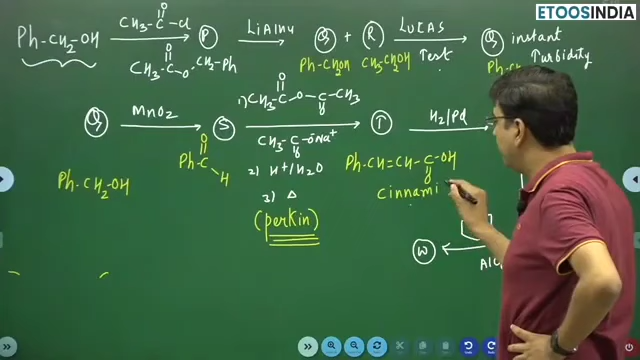 ETOOSINDIA
Ph-CH2-OH CH3-C-Cl P LiAlH4 Q + R LUCAS Test Q instant Turbidity
O
CH3-C-O-CH2-Ph
O
Ph-CH2OH CH3CH2OH Ph-
Q MnO2 S 1) CH3-C-O-C-CH3 T H2/Pd
O O
CH3-C-ONa+
O
2) H+/H2O
3) Δ
(perkin)
Ph-C-H
O
Ph-CH=CH-C-OH
O
Cinnami
Ph-CH2-OH
W
AlC